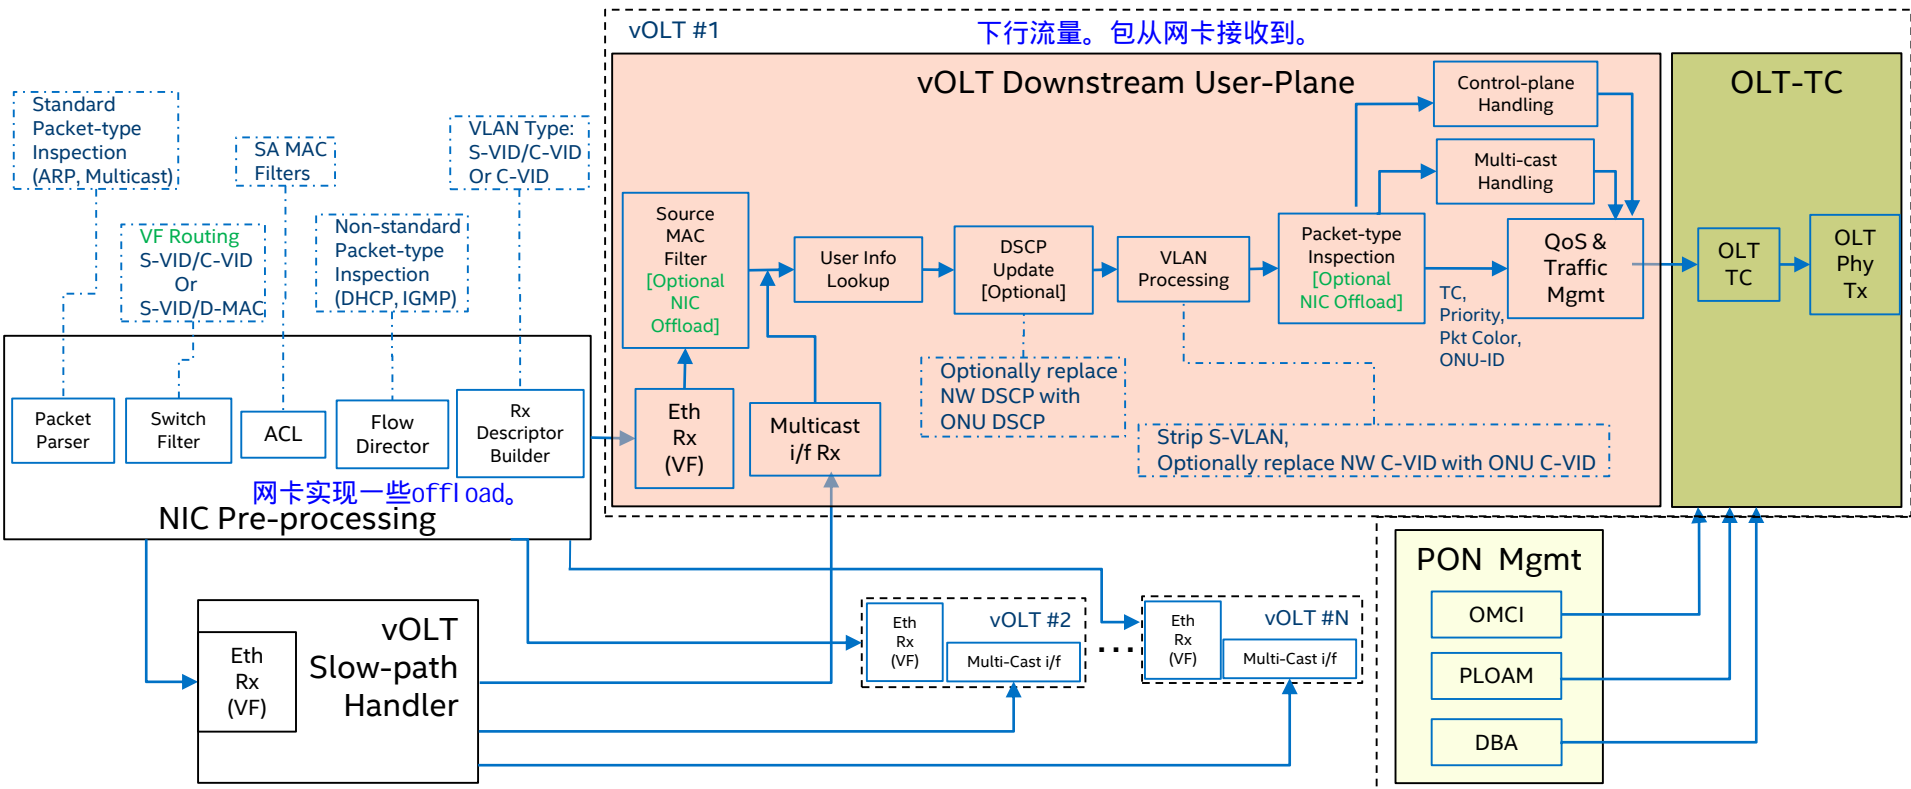 vOLT #1
下行流量。包从网卡接收到。
vOLT Downstream User-Plane
OLT-TC
Control-plane
Handling
Multi-cast
Handling
Standard
Packet-type
Inspection
(ARP, Multicast)
SA MAC
Filters
VLAN Type:
S-VID/C-VID
Or C-VID
VF Routing
S-VID/C-VID
Or
S-VID/D-MAC
Non-standard
Packet-type
Inspection
(DHCP, IGMP)
Source
MAC
Filter
[Optional
NIC
Offload]
User Info
Lookup
DSCP
Update
[Optional]
VLAN
Processing
Packet-type
Inspection
[Optional
NIC Offload]
TC,
Priority,
Pkt Color,
ONU-ID
QoS &
Traffic
Mgmt
OLT
TC
OLT
Phy
Tx
Optionally replace
NW DSCP with
ONU DSCP
Strip S-VLAN,
Optionally replace NW C-VID with ONU C-VID
Packet
Parser
Switch
Filter
ACL
Flow
Director
Rx
Descriptor
Builder
Eth
Rx
(VF)
Multicast
i/f Rx
网卡实现一些offload。
NIC Pre-processing
vOLT
Slow-path
Handler
Eth
Rx
(VF)
Eth
Rx
(VF)
vOLT #2
Multi-Cast i/f
...
Eth
Rx
(VF)
vOLT #N
Multi-Cast i/f
PON Mgmt
OMCI
PLOAM
DBA